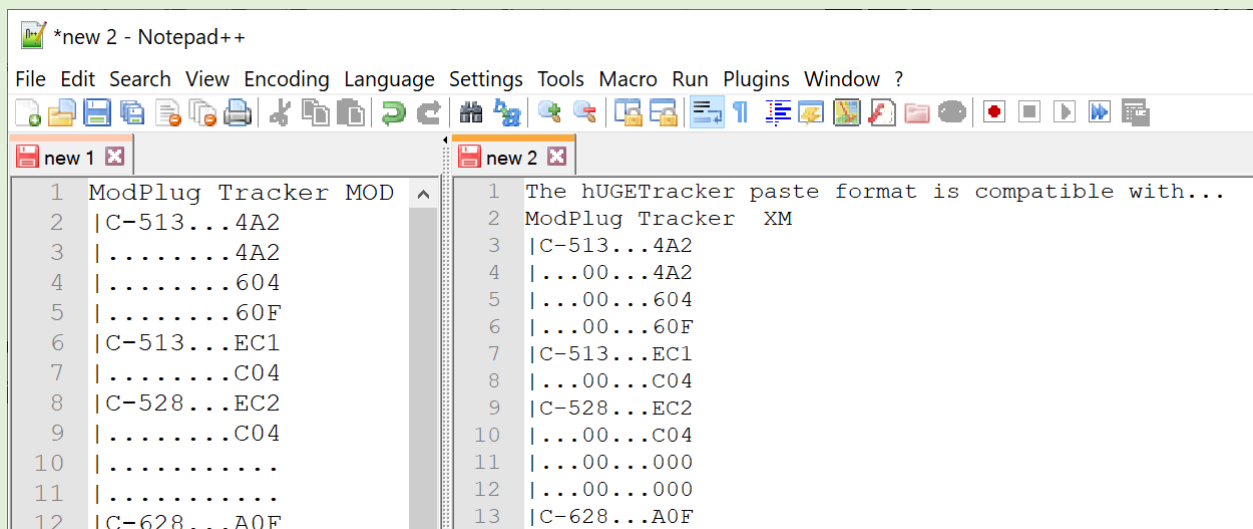 *new 2 - Notepad++
File Edit Search View Encoding Language Settings Tools Macro Run Plugins Window ?
new 1
1 ModPlug Tracker MOD
2 |C-513...4A2
3 |........4A2
4 |........604
5 |........60F
6 |C-513...EC1
7 |........C04
8 |C-528...EC2
9 |........C04
10 |...........
11 |...........
12 |C-628...A0F
new 2
1 The hUGETracker paste format is compatible with...
2 ModPlug Tracker  XM
3 |C-513...4A2
4 |...00...4A2
5 |...00...604
6 |...00...60F
7 |C-513...EC1
8 |...00...C04
9 |C-528...EC2
10 |...00...C04
11 |...00...000
12 |...00...000
13 |C-628...A0F